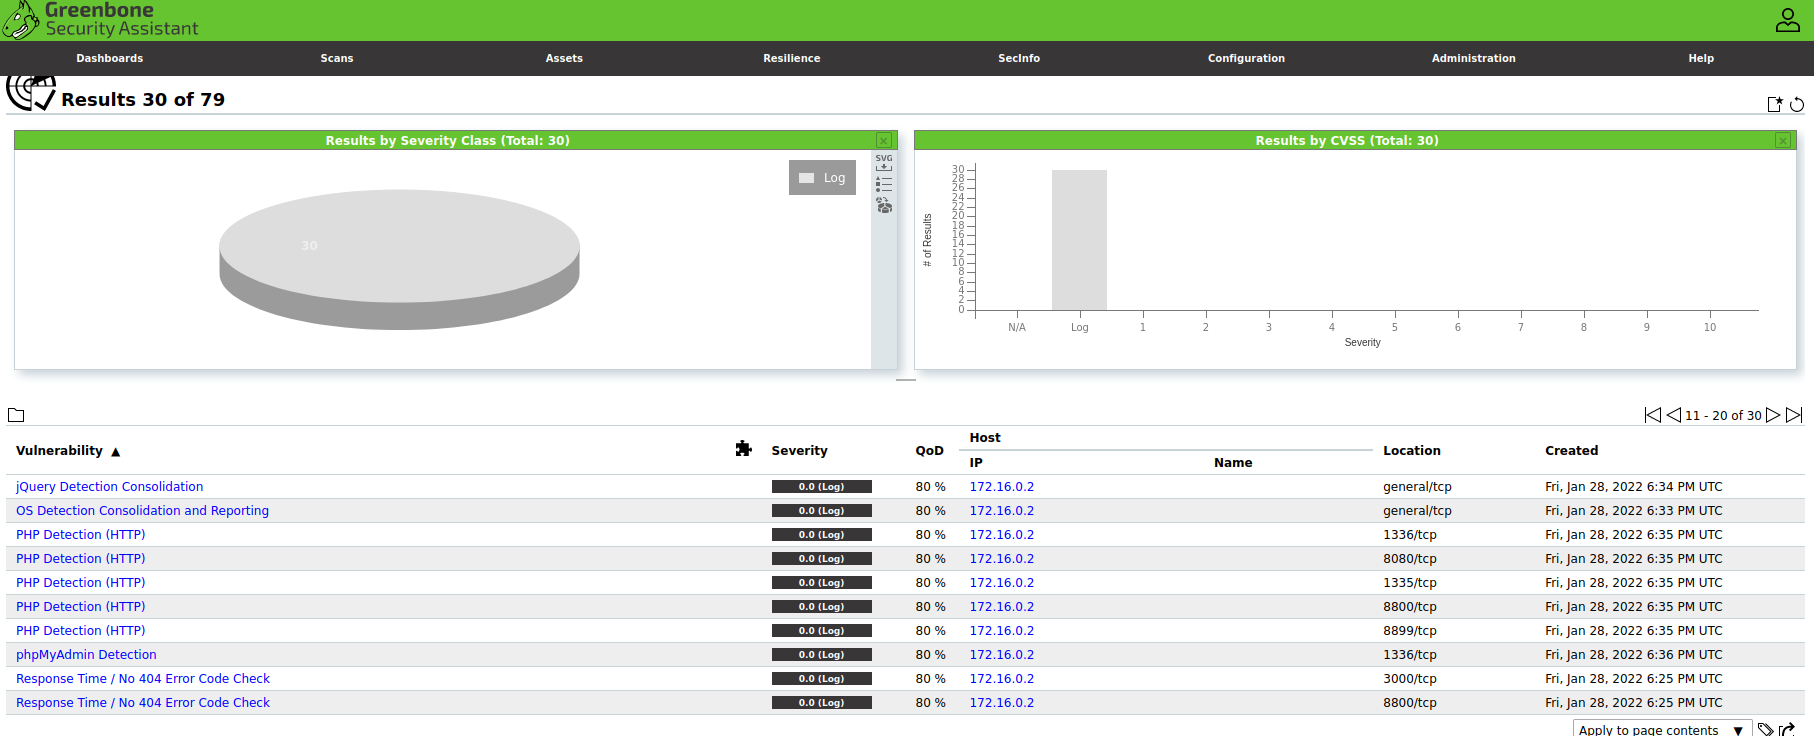 Greenbone
Security Assistant
Dashboards Scans Assets Resilience SecInfo Configuration Administration Help
Results 30 of 79
Results by Severity Class (Total: 30)
SVG
Log
30
Results by CVSS (Total: 30)
# of Results
30
28
26
24
22
20
18
16
14
12
10
8
6
4
2
0
N/A Log 1 2 3 4 5 6 7 8 9 10
Severity
11 - 20 of 30
Vulnerability ▲ Severity QoD Host Location Created
IP Name
jQuery Detection Consolidation 0.0 (Log) 80 % 172.16.0.2 general/tcp Fri, Jan 28, 2022 6:34 PM UTC
OS Detection Consolidation and Reporting 0.0 (Log) 80 % 172.16.0.2 general/tcp Fri, Jan 28, 2022 6:33 PM UTC
PHP Detection (HTTP) 0.0 (Log) 80 % 172.16.0.2 1336/tcp Fri, Jan 28, 2022 6:35 PM UTC
PHP Detection (HTTP) 0.0 (Log) 80 % 172.16.0.2 8080/tcp Fri, Jan 28, 2022 6:35 PM UTC
PHP Detection (HTTP) 0.0 (Log) 80 % 172.16.0.2 1335/tcp Fri, Jan 28, 2022 6:35 PM UTC
PHP Detection (HTTP) 0.0 (Log) 80 % 172.16.0.2 8800/tcp Fri, Jan 28, 2022 6:35 PM UTC
PHP Detection (HTTP) 0.0 (Log) 80 % 172.16.0.2 8899/tcp Fri, Jan 28, 2022 6:35 PM UTC
phpMyAdmin Detection 0.0 (Log) 80 % 172.16.0.2 1336/tcp Fri, Jan 28, 2022 6:36 PM UTC
Response Time / No 404 Error Code Check 0.0 (Log) 80 % 172.16.0.2 3000/tcp Fri, Jan 28, 2022 6:25 PM UTC
Response Time / No 404 Error Code Check 0.0 (Log) 80 % 172.16.0.2 8800/tcp Fri, Jan 28, 2022 6:25 PM UTC
Apply to page contents ▼